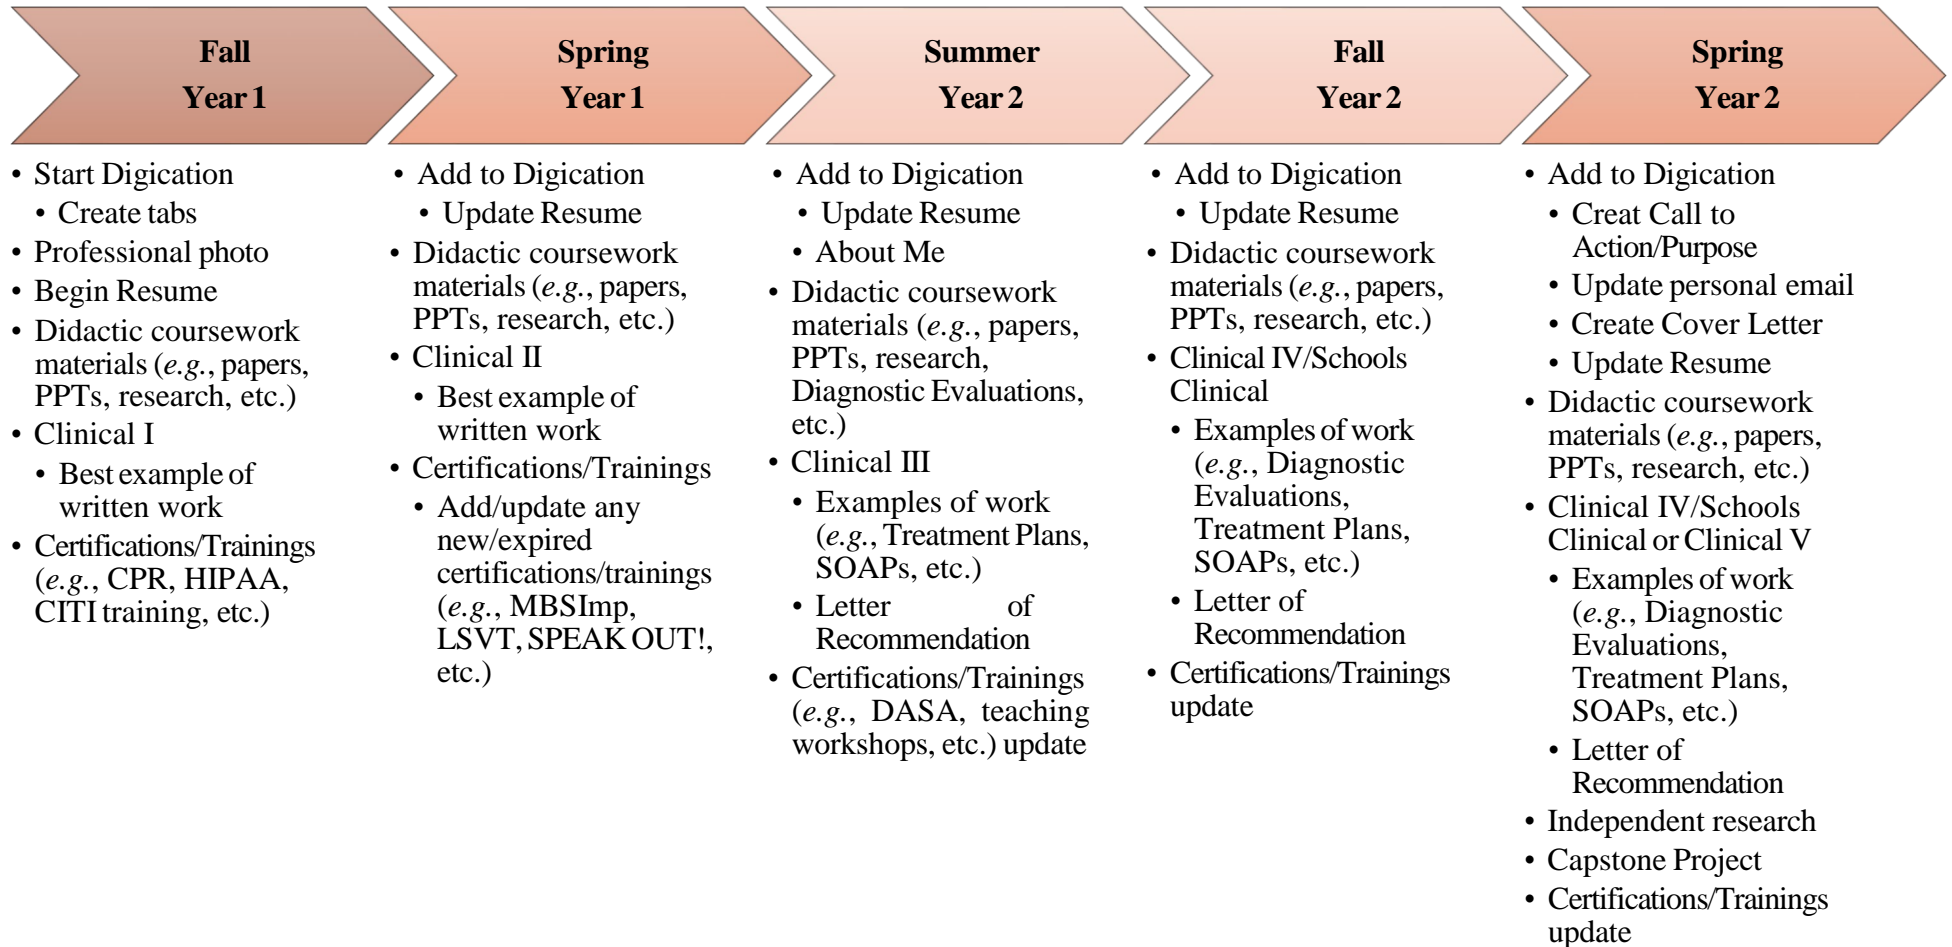 Fall
Year 1
• Start Digication
• Create tabs
• Professional photo
• Begin Resume
• Didactic coursework
materials (e.g., papers,
PPTs, research, etc.)
• Clinical I
• Best example of
written work
• Certifications/Trainings
(e.g., CPR, HIPAA,
CITI training, etc.)
Spring
Year 1
• Add to Digication
• Update Resume
• Didactic coursework
materials (e.g., papers,
PPTs, research, etc.)
• Clinical II
• Best example of
written work
• Certifications/Trainings
• Add/update any
new/expired
certifications/trainings
(e.g., MBSImp,
LSVT, SPEAK OUT!,
etc.)
Summer
Year 2
• Add to Digication
• Update Resume
• About Me
• Didactic coursework
materials (e.g., papers,
PPTs, research,
Diagnostic Evaluations,
etc.)
• Clinical III
• Examples of work
(e.g., Treatment Plans,
SOAPs, etc.)
• Letter of
Recommendation
• Certifications/Trainings
(e.g., DASA, teaching
workshops, etc.) update
Fall
Year 2
• Add to Digication
• Update Resume
• Didactic coursework
materials (e.g., papers,
PPTs, research, etc.)
• Clinical IV/Schools
Clinical
• Examples of work
(e.g., Diagnostic
Evaluations,
Treatment Plans,
SOAPs, etc.)
• Letter of
Recommendation
• Certifications/Trainings
update
Spring
Year 2
• Add to Digication
• Creat Call to
Action/Purpose
• Update personal email
• Create Cover Letter
• Update Resume
• Didactic coursework
materials (e.g., papers,
PPTs, research, etc.)
• Clinical IV/Schools
Clinical or Clinical V
• Examples of work
(e.g., Diagnostic
Evaluations,
Treatment Plans,
SOAPs, etc.)
• Letter of
Recommendation
• Independent research
• Capstone Project
• Certifications/Trainings
update